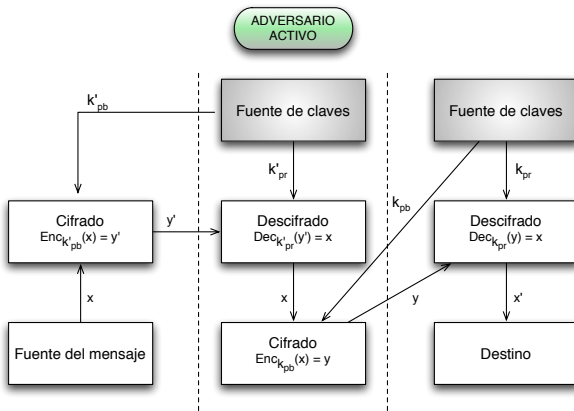 ADVERSARIO
ACTIVO
k'pb
Fuente de claves
Fuente de claves
k'pr
kpb
kpr
Cifrado
Enck'pb(x) = y'
y'
Descifrado
Deck'pr(y') = x
Descifrado
Deckpr(y) = x
x
x
y
x'
Fuente del mensaje
Cifrado
Enckpb(x) = y
Destino